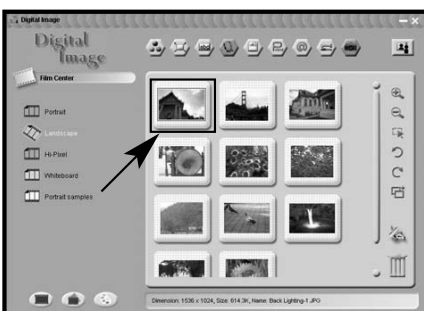 Digital Image
Digital
Image
Film Center
Portrait
Landscape
Hi-Pixel
Whiteboard
Portrait samples
Dimension: 1536 x 1024, Size: 614.3K, Name: Back Lighting-1.JPG